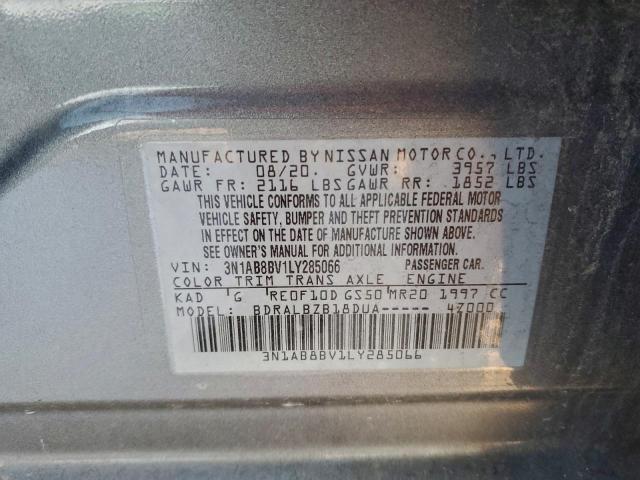 MANUFACTURED BY NISSAN MOTOR CO., LTD.
DATE: 08/20. GVWR: 3957 LBS
GAWR FR: 2116 LBS GAWR RR: 1852 LBS
THIS VEHICLE CONFORMS TO ALL APPLICABLE FEDERAL MOTOR
VEHICLE SAFETY, BUMPER AND THEFT PREVENTION STANDARDS
IN EFFECT ON THE DATE OF MANUFACTURE SHOWN ABOVE.
SEE OWNER'S MANUAL FOR ADDITIONAL INFORMATION.
VIN: 3N1AB8BV1LY285066 PASSENGER CAR.
COLOR TRIM TRANS AXLE ENGINE
KAD G RE0F10D GS50 MR20 1997 CC
MODEL: BDRALBZB18DUA----- 47000
3N1AB8BV1LY285066